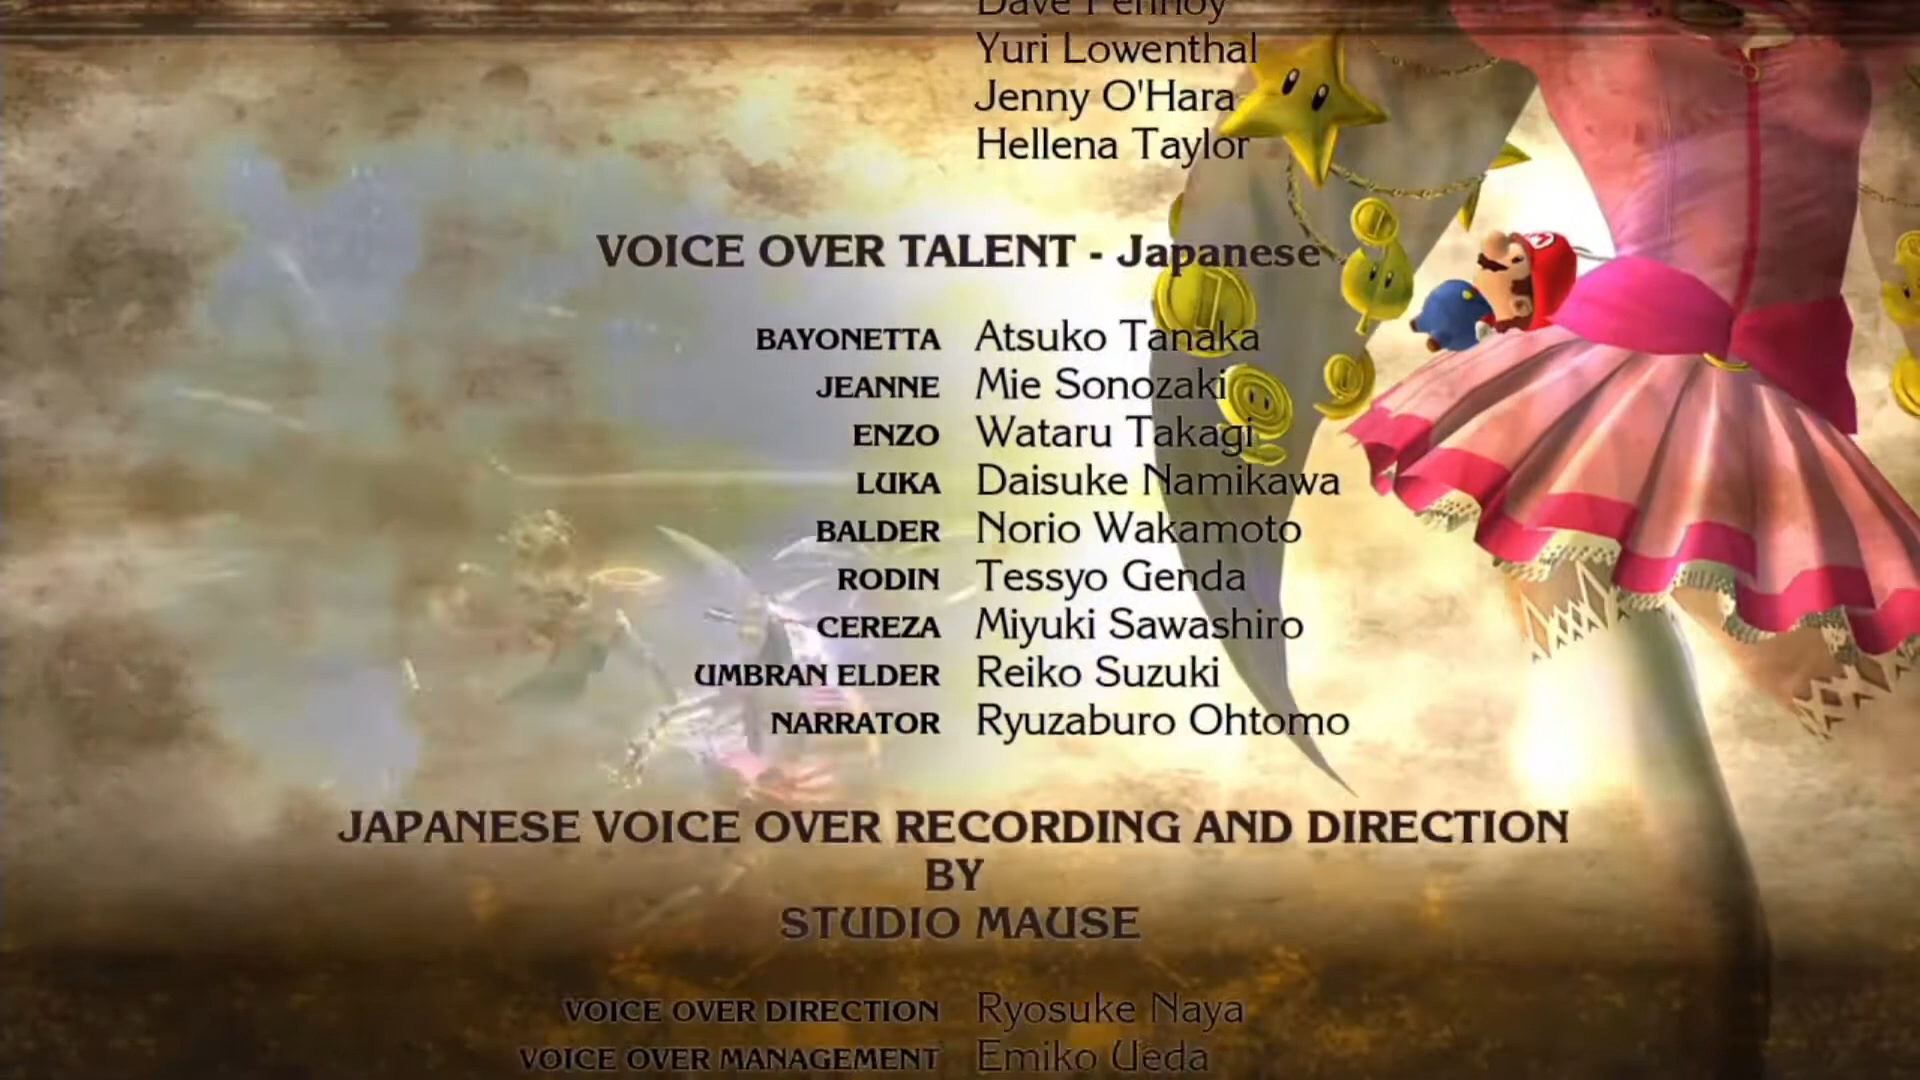 Dave Fennoy
Yuri Lowenthal
Jenny O'Hara
Hellena Taylor
VOICE OVER TALENT - Japanese
BAYONETTA Atsuko Tanaka
JEANNE Mie Sonozaki
ENZO Wataru Takagi
LUKA Daisuke Namikawa
BALDER Norio Wakamoto
RODIN Tessyo Genda
CEREZA Miyuki Sawashiro
UMBRAN ELDER Reiko Suzuki
NARRATOR Ryuzaburo Ohtomo
JAPANESE VOICE OVER RECORDING AND DIRECTION
BY
STUDIO MAUSE
VOICE OVER DIRECTION Ryosuke Naya
VOICE OVER MANAGEMENT Emiko Ueda